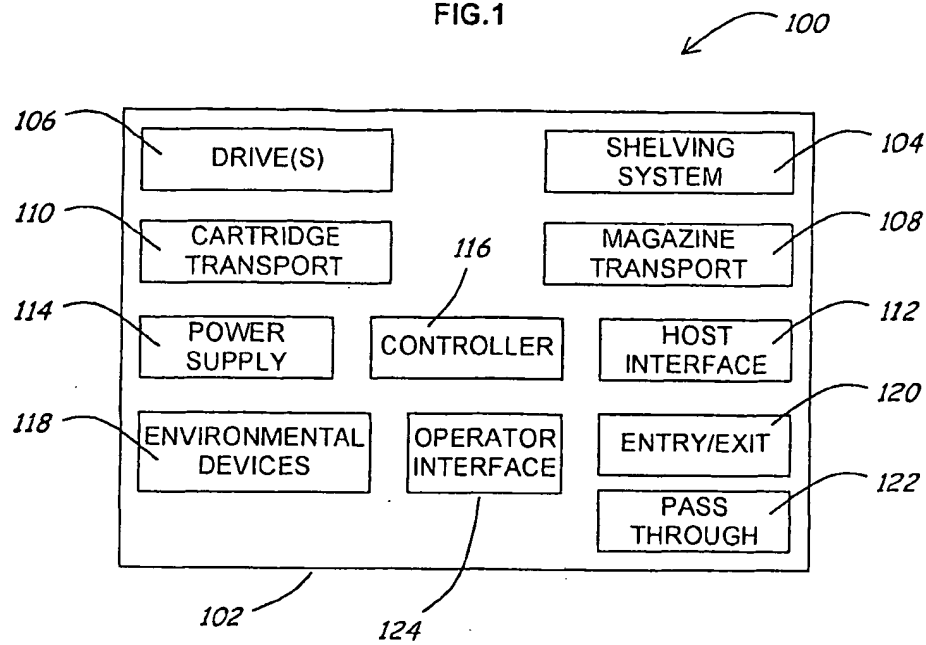 FIG.1
100
106
DRIVE(S)
SHELVING
SYSTEM
104
110
CARTRIDGE
TRANSPORT
116
MAGAZINE
TRANSPORT
108
114
POWER
SUPPLY
CONTROLLER
HOST
INTERFACE
112
118
ENVIRONMENTAL
DEVICES
OPERATOR
INTERFACE
ENTRY/EXIT
120
PASS
THROUGH
122
102
124